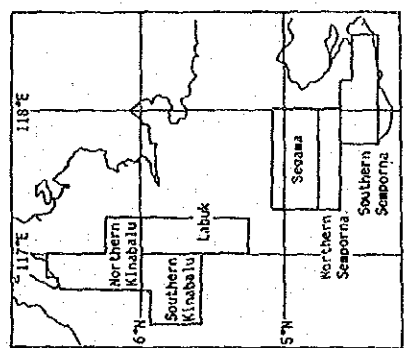 118°E
117°E
6°N
5°N
Northern
Kinabalu
Labuk
Southern
Kinabalu
Segama
Northern
Semporna
Southern
Semporna